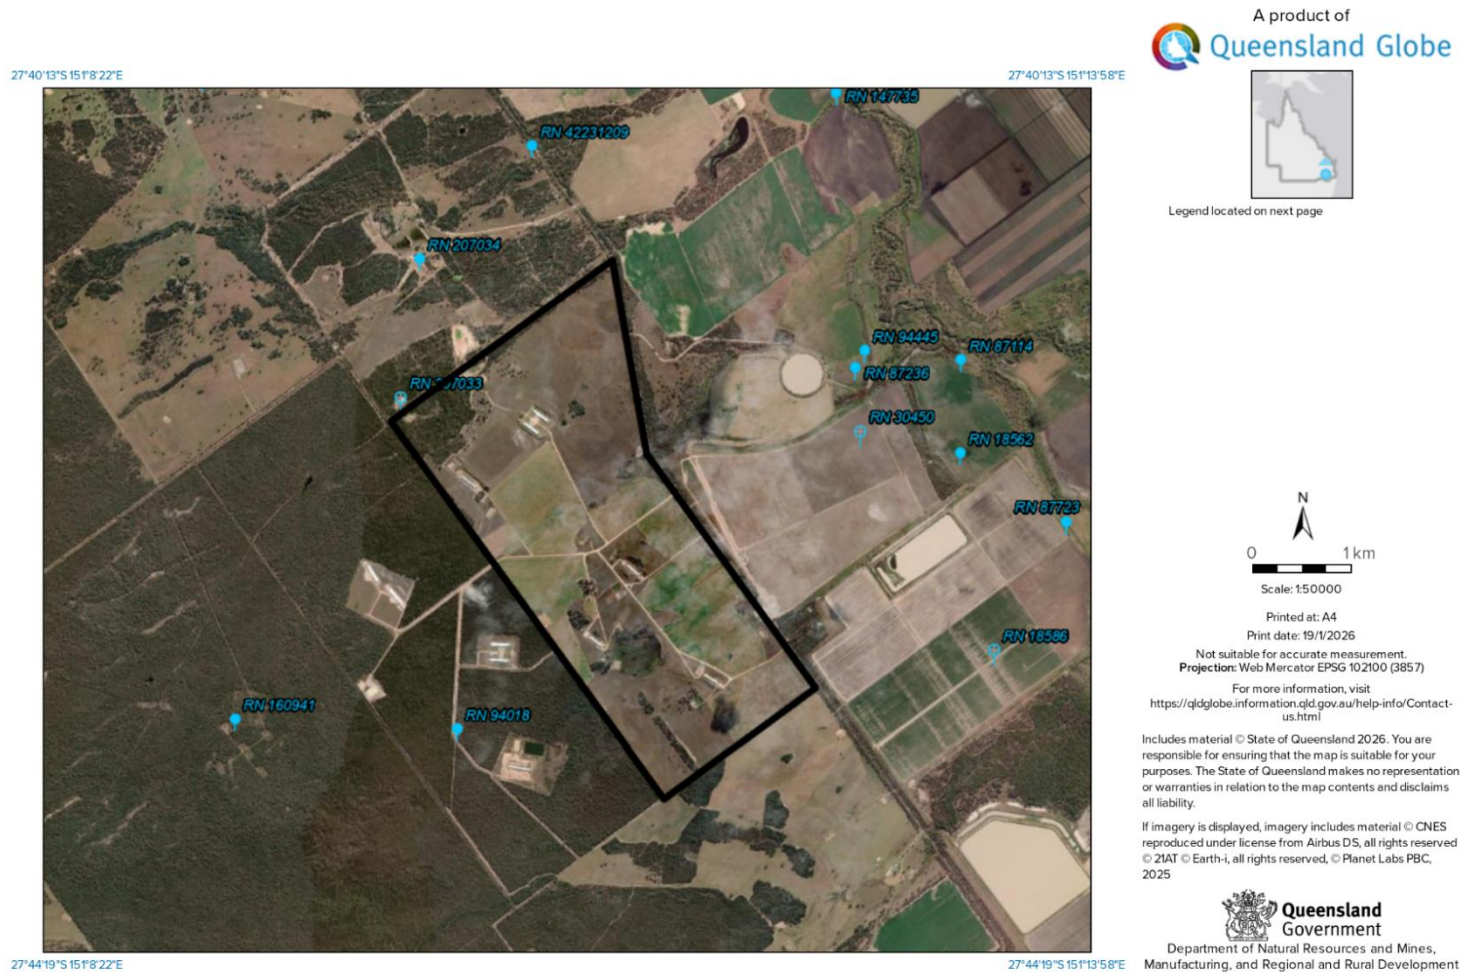 A product of
Queensland Globe
27°40'13"S 151°8'22"E
27°40'13"S 151°13'58"E
RN 147735
RN 42231209
Legend located on next page
RN 207034
RN 94445
RN 87114
RN 87236
RN 207033
RN 30450
RN 18562
RN 87723
N
0 1 km
Scale: 1:50000
Printed at: A4
Print date: 19/1/2026
RN 18586
Not suitable for accurate measurement.
Projection: Web Mercator EPSG 102100 (3857)
For more information, visit
https://qldglobe.information.qld.gov.au/help-info/Contact-
us.html
RN 160941
RN 94018
Includes material © State of Queensland 2026. You are
responsible for ensuring that the map is suitable for your
purposes. The State of Queensland makes no representation
or warranties in relation to the map contents and disclaims
all liability.
If imagery is displayed, imagery includes material © CNES
reproduced under license from Airbus DS, all rights reserved
© 21AT © Earth-i, all rights reserved, © Planet Labs PBC,
2025
Queensland
Government
Department of Natural Resources and Mines,
Manufacturing, and Regional and Rural Development
27°44'19"S 151°8'22"E
27°44'19"S 151°13'58"E